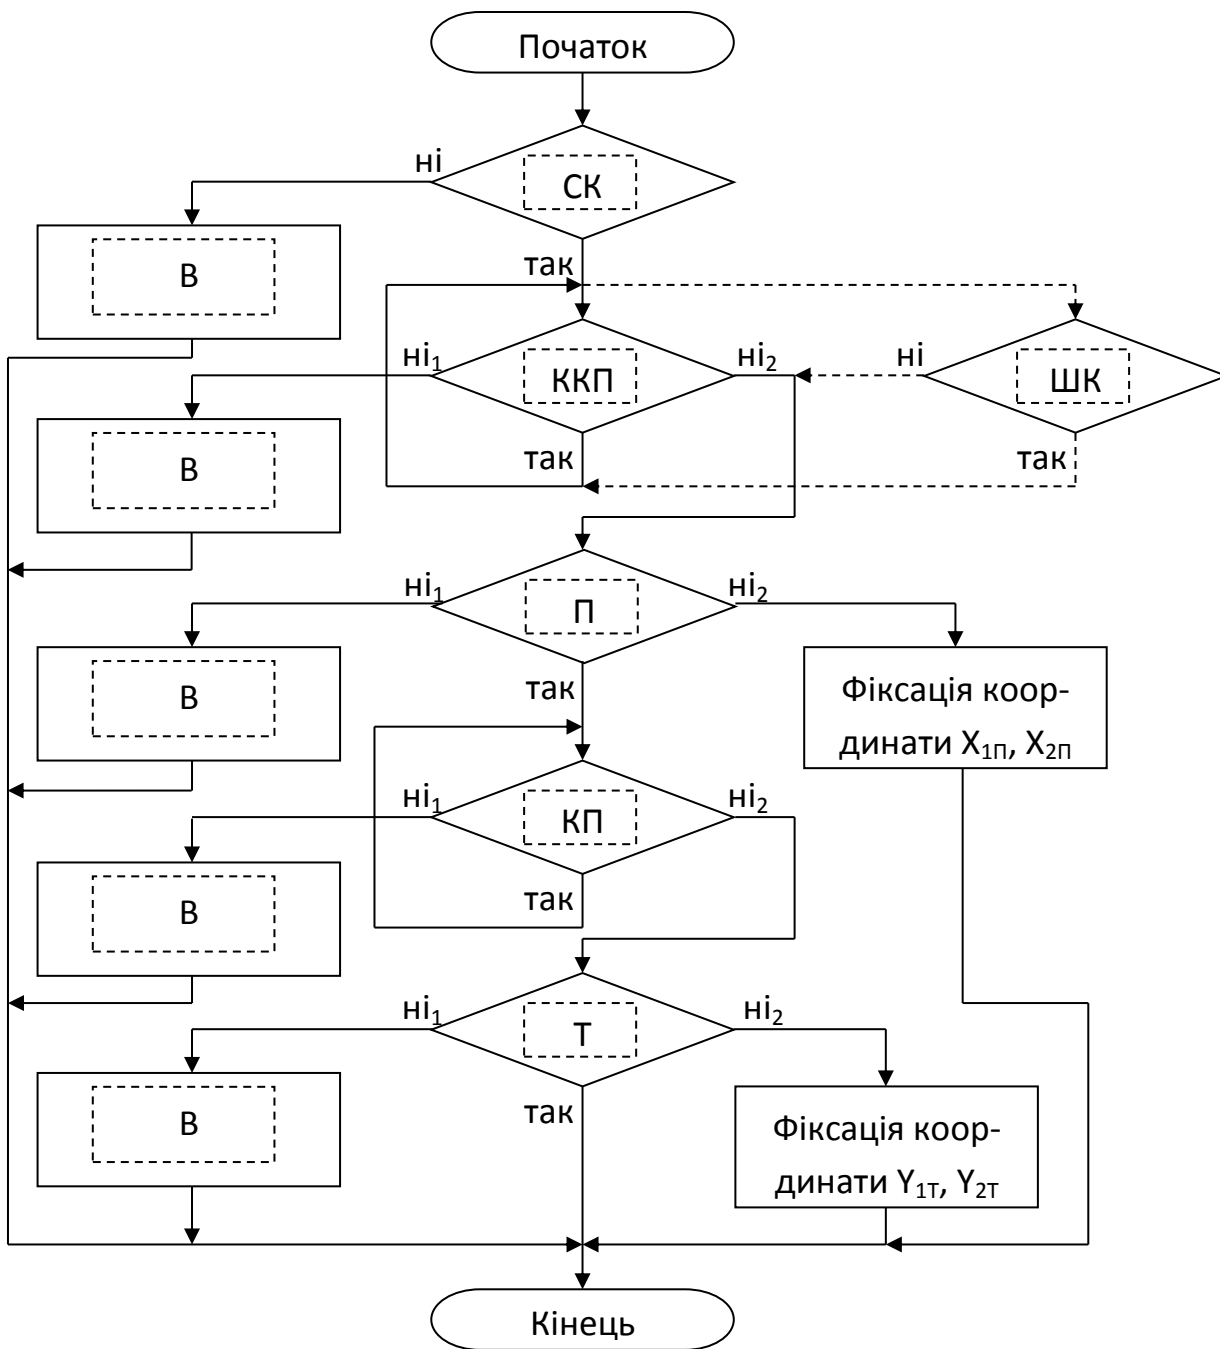 Початок
ні
СК
В
так
ні₁
ККП
ні₂
ні
ШК
В
так
так
ні₁
П
ні₂
В
так
Фіксація коор-
динати X₁П, X₂П
ні₁
КП
ні₂
В
так
ні₁
Т
ні₂
В
так
Фіксація коор-
динати Y₁Т, Y₂Т
Кінець